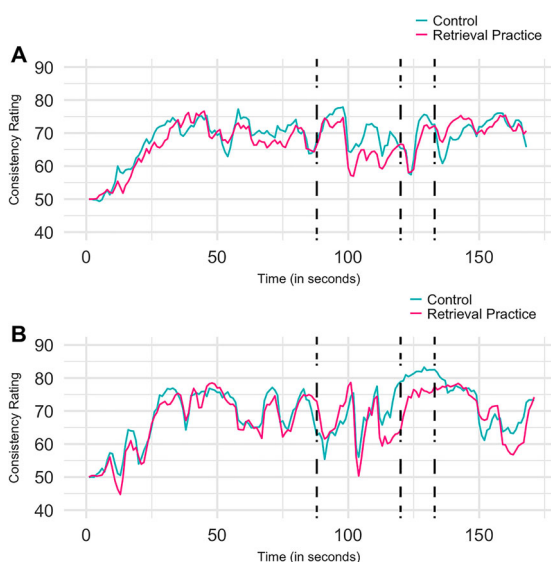 Control
Retrieval Practice
A
90
80
70
60
50
40
Consistency Rating
0
50
100
150
Time (in seconds)
Control
Retrieval Practice
B
90
80
70
60
50
40
Consistency Rating
0
50
100
150
Time (in seconds)